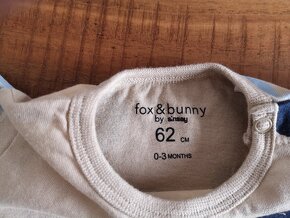 fox&bunny
by sinsay
62 CM
0-3 MONTHS